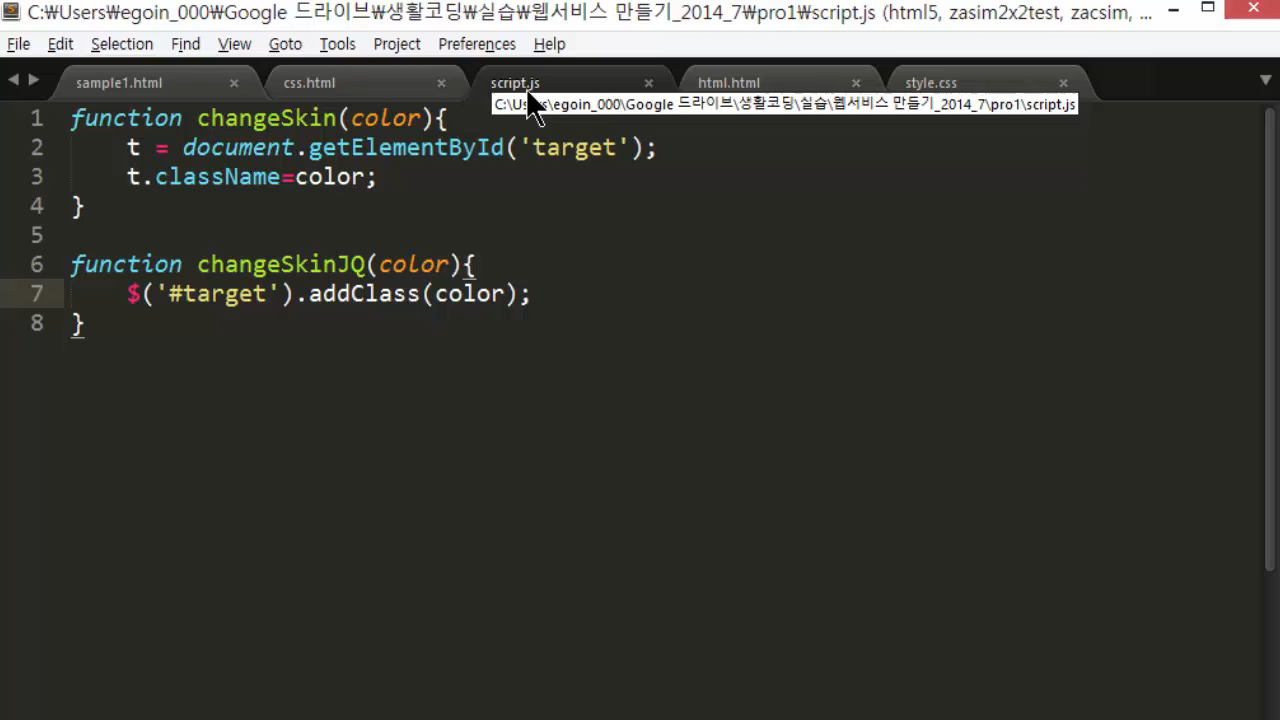 C:₩Users₩egoin_000₩Google 드라이브₩생활코딩₩실습₩웹서비스 만들기_2014_7₩pro1₩script.js (html5, zasim2x2test, zacsim, ...
File Edit Selection Find View Goto Tools Project Preferences Help
sample1.html css.html script.js html.html style.css
C:\Users\egoin_000\Google 드라이브\생활코딩\실습\웹서비스 만들기_2014_7\pro1\script.js
1 function changeSkin(color){
2 t = document.getElementById('target');
3 t.className=color;
4 }
5
6 function changeSkinJQ(color){
7 $('#target').addClass(color);
8 }